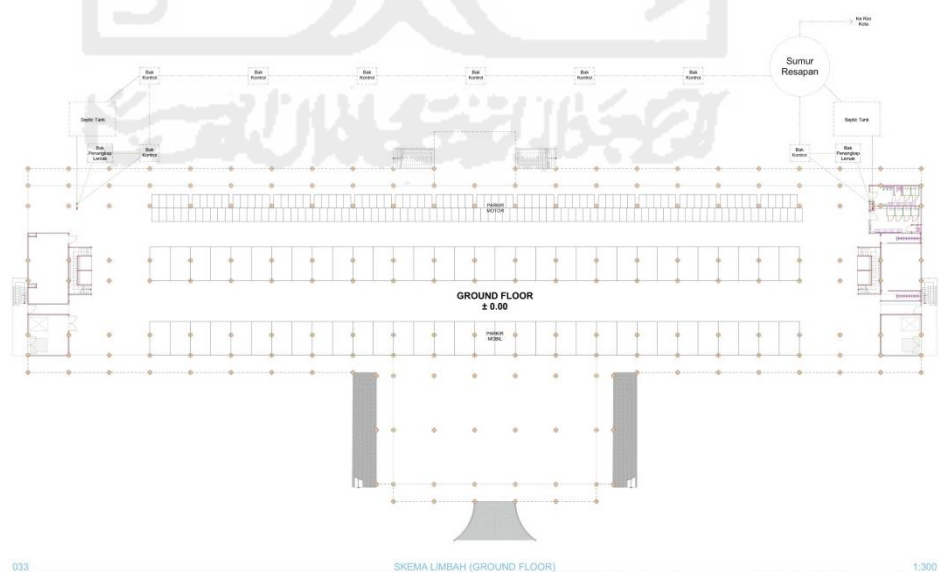 Ke Riol
Kota
Sumur
Resapan
Bak
Kontrol
Bak
Kontrol
Bak
Kontrol
Bak
Kontrol
Bak
Kontrol
Bak
Kontrol
Septic Tank
Septic Tank
Bak
Penangkap
Lemak
Bak
Kontrol
Bak
Kontrol
Bak
Penangkap
Lemak
PARKIR
MOTOR
GROUND FLOOR
± 0.00
PARKIR
MOBIL
033
SKEMA LIMBAH (GROUND FLOOR)
1:300